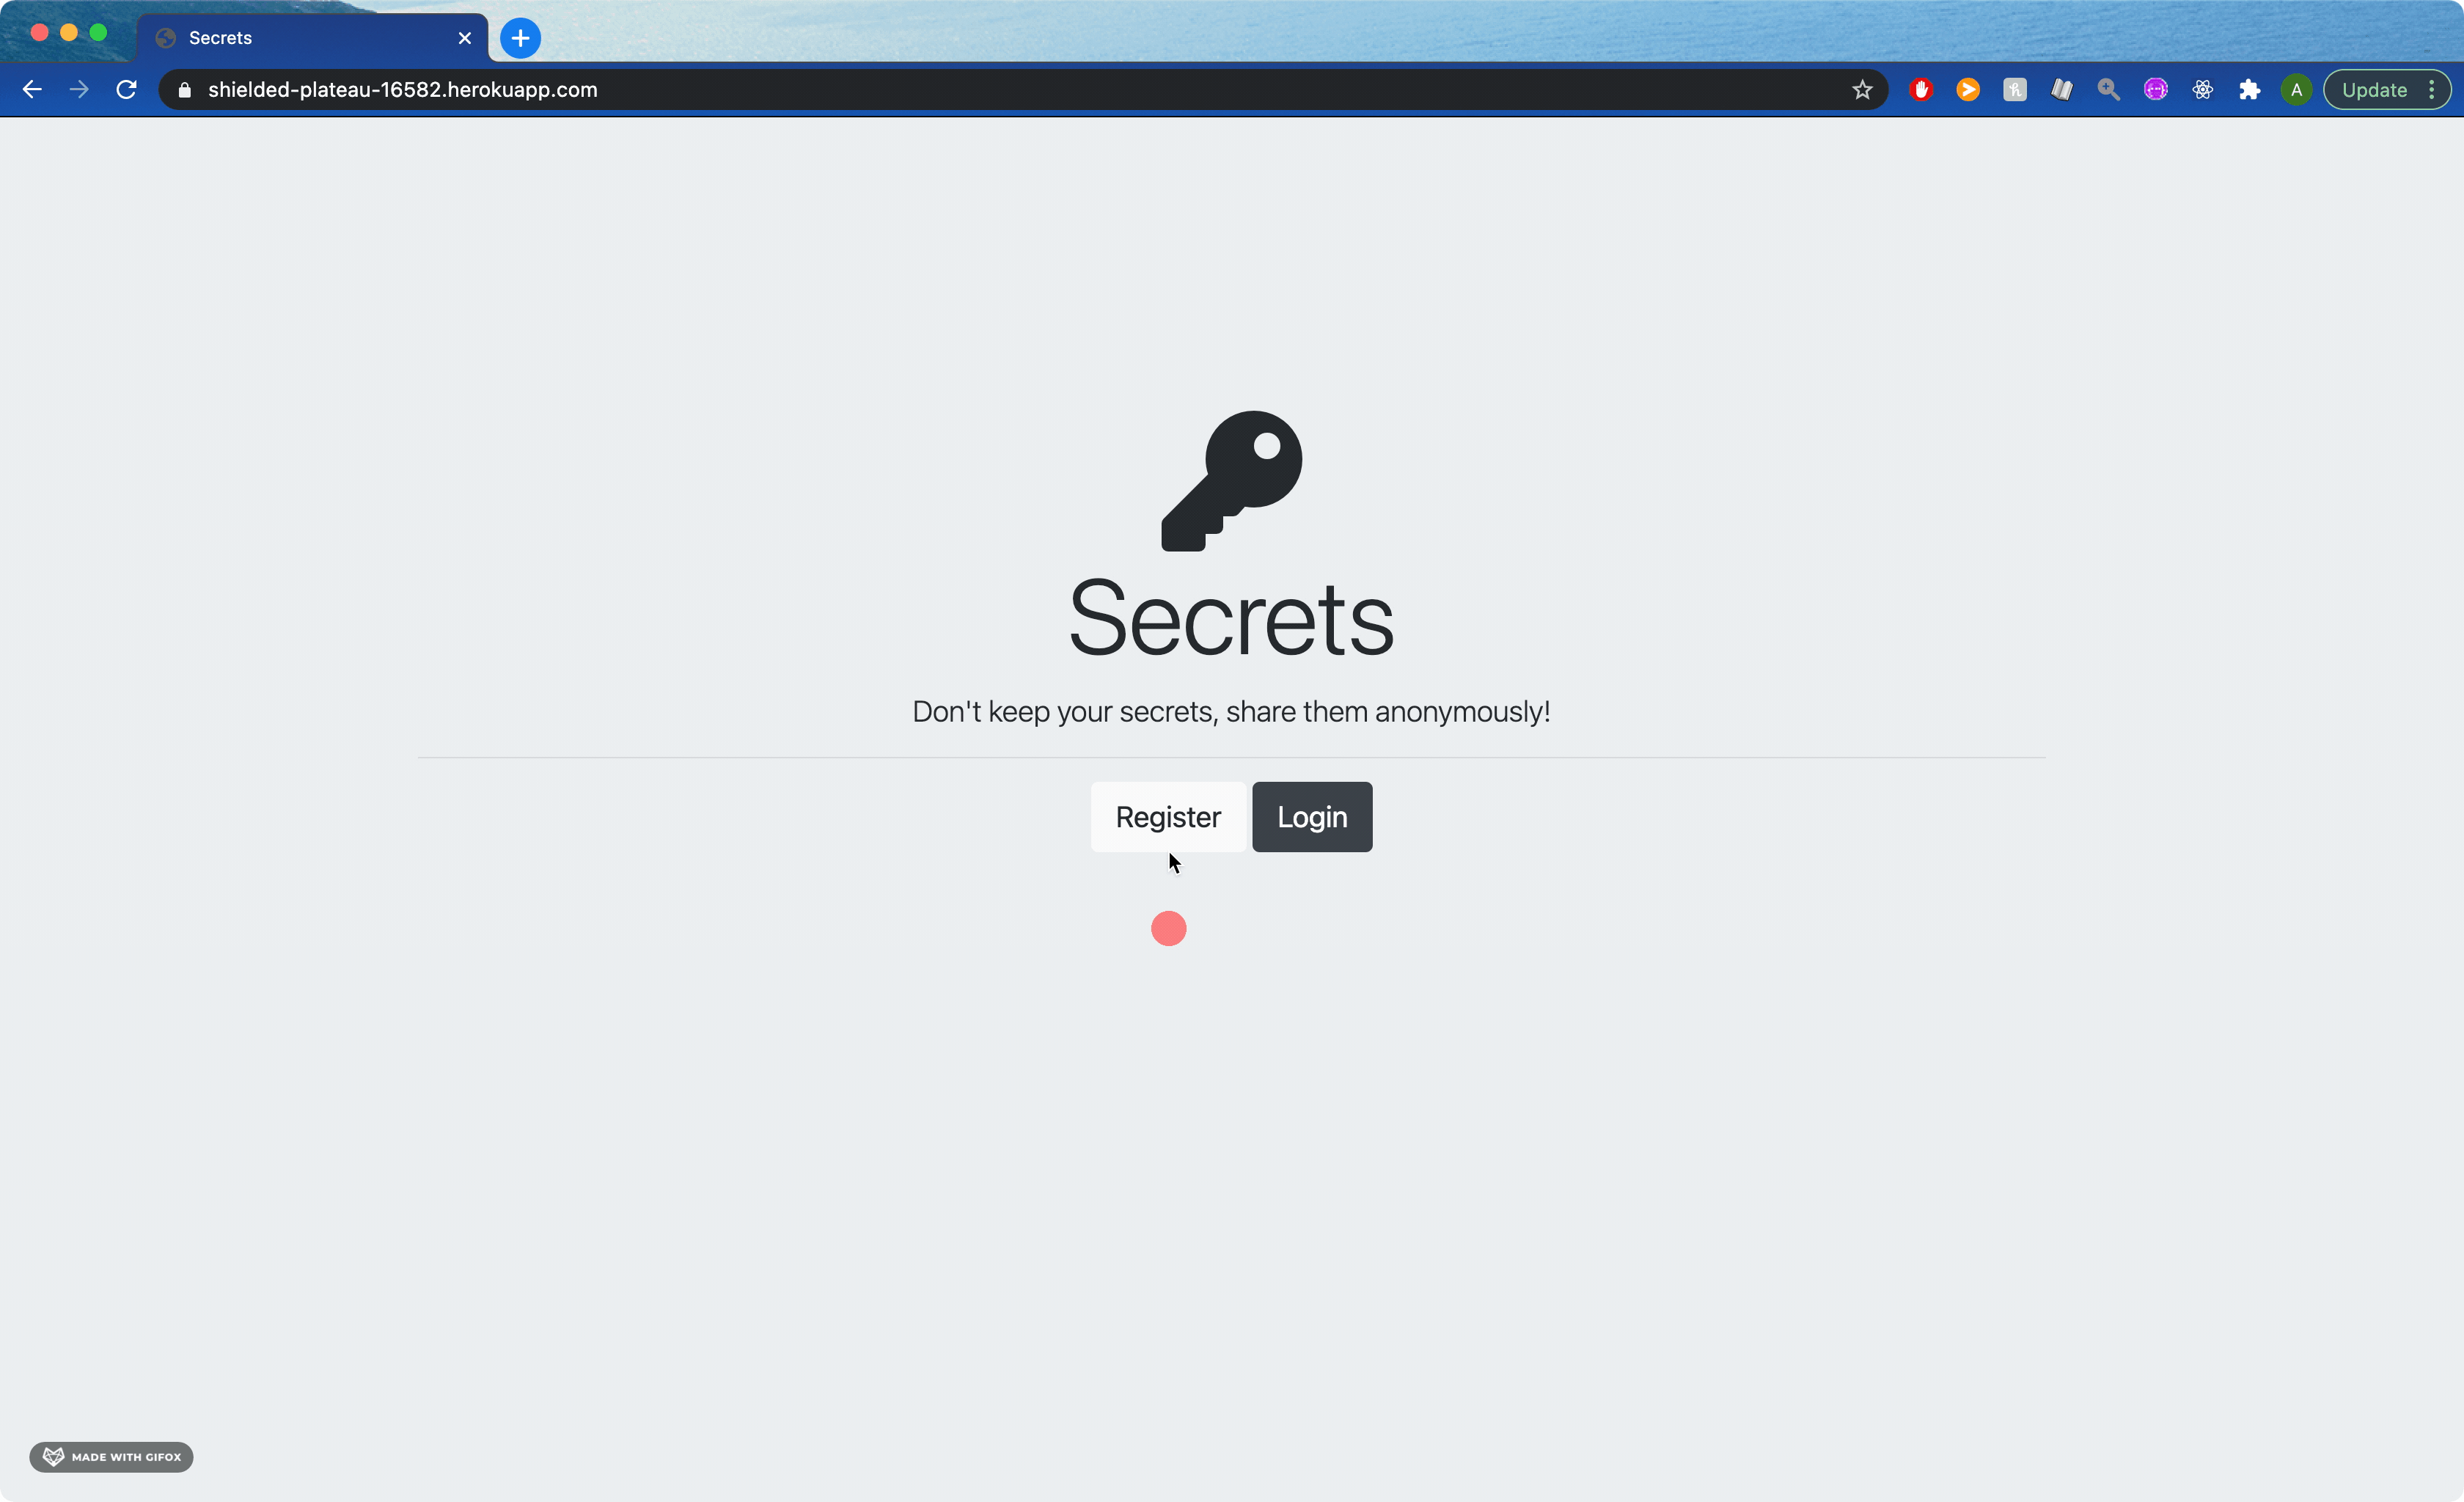 Secrets
shielded-plateau-16582.herokuapp.com
A
Update
Secrets
Don't keep your secrets, share them anonymously!
Register
Login
MADE WITH GIFOX